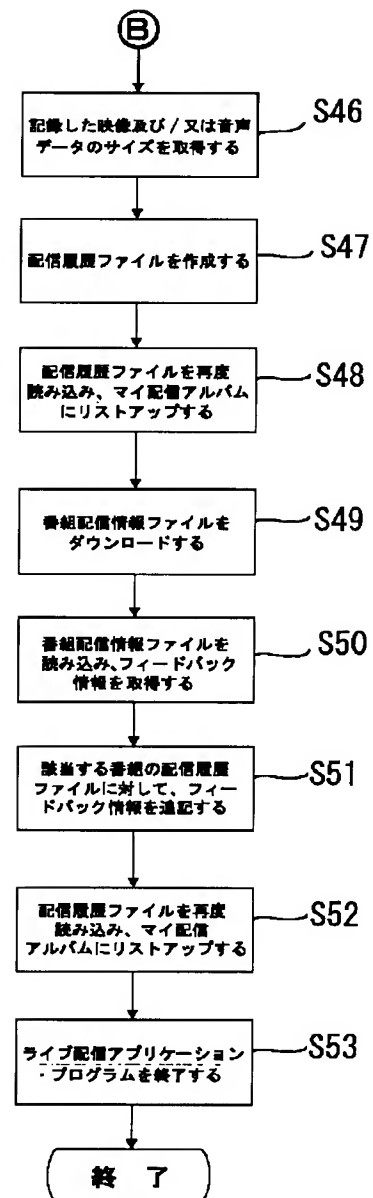 B
記録した映像及び/又は音声
データのサイズを取得する
S46
配信履歴ファイルを作成する
S47
配信履歴ファイルを再度
読み込み、マイ配信アルバム
にリストアップする
S48
番組配信情報ファイルを
ダウンロードする
S49
番組配信情報ファイルを
読み込み、フィードバック
情報を取得する
S50
該当する番組の配信履歴
ファイルに対して、フィー
ドバック情報を追記する
S51
配信履歴ファイルを再度
読み込み、マイ配信
アルバムにリストアップする
S52
ライブ配信アプリケーション
・プログラムを終了する
S53
終 了